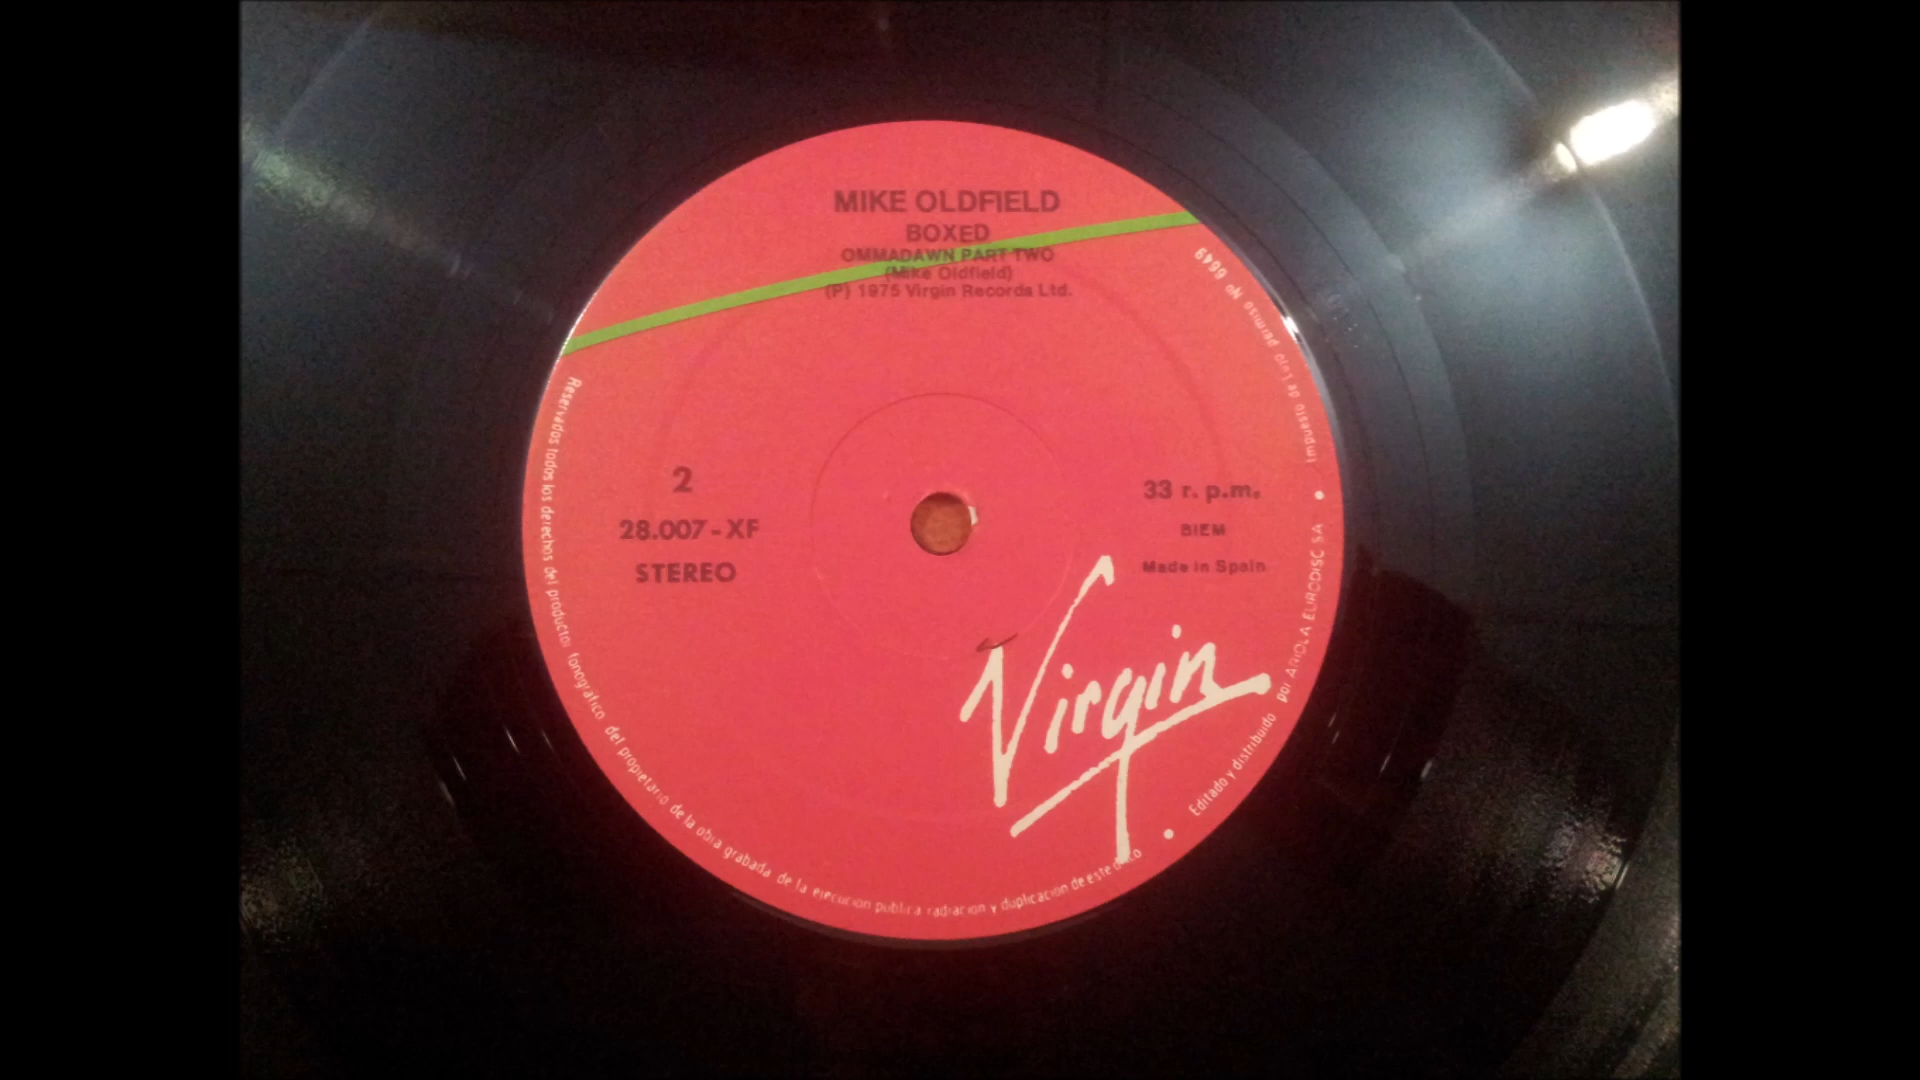 MIKE OLDFIELD
BOXED
OMMADAWN PART TWO
(Mike Oldfield)
(P) 1975 Virgin Records Ltd.
2
28.007-XF
STEREO
33 r. p.m.
BIEM
Made in Spain
Virgin
Reservados todos los derechos del productor fonografico del propietario de la obra grabada de la ejecucion publica radiacion y duplicacion de este disco
Editado y distribuido por ARIOLA EURODISC S.A.
Impuesto de Lujo permiso No 6649